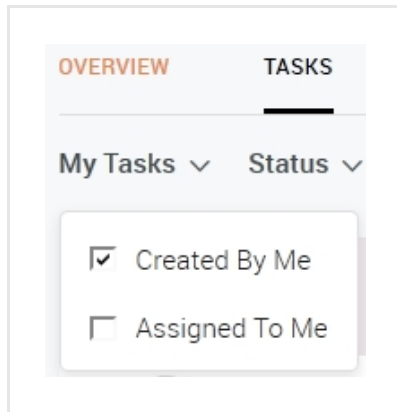 OVERVIEW TASKS
My Tasks Status
Created By Me
Assigned To Me